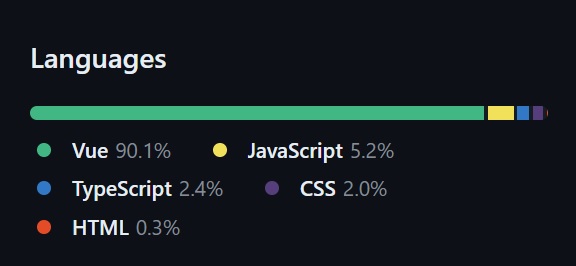 Languages
Vue 90.1% JavaScript 5.2%
TypeScript 2.4% CSS 2.0%
HTML 0.3%